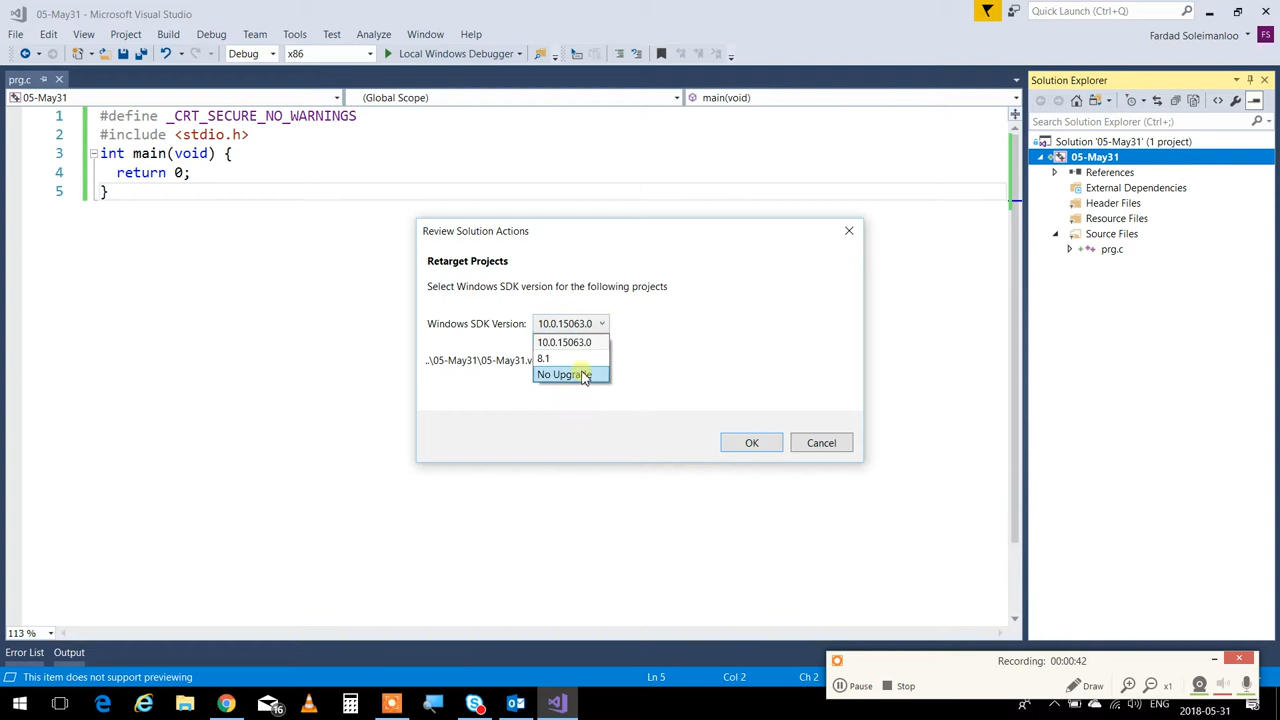 05-May31 - Microsoft Visual Studio
Quick Launch (Ctrl+Q)
File Edit View Project Build Debug Team Tools Test Analyze Window Help
Fardad Soleimanloo FS
Debug x86 Local Windows Debugger
prg.c
Solution Explorer
05-May31 (Global Scope) main(void)
Search Solution Explorer (Ctrl+;)
1 #define _CRT_SECURE_NO_WARNINGS
2 #include <stdio.h>
3 int main(void) {
4 return 0;
5 }
Solution '05-May31' (1 project)
05-May31
References
External Dependencies
Header Files
Resource Files
Source Files
prg.c
Review Solution Actions
Retarget Projects
Select Windows SDK version for the following projects
Windows SDK Version: 10.0.15063.0
10.0.15063.0
8.1
No Upgrade
..\05-May31\05-May31.v
OK Cancel
113 %
Error List Output
This item does not support previewing Ln 5 Col 2 Ch 2
Recording: 00:00:42
Pause Stop Draw x1
16
ENG
2018-05-31